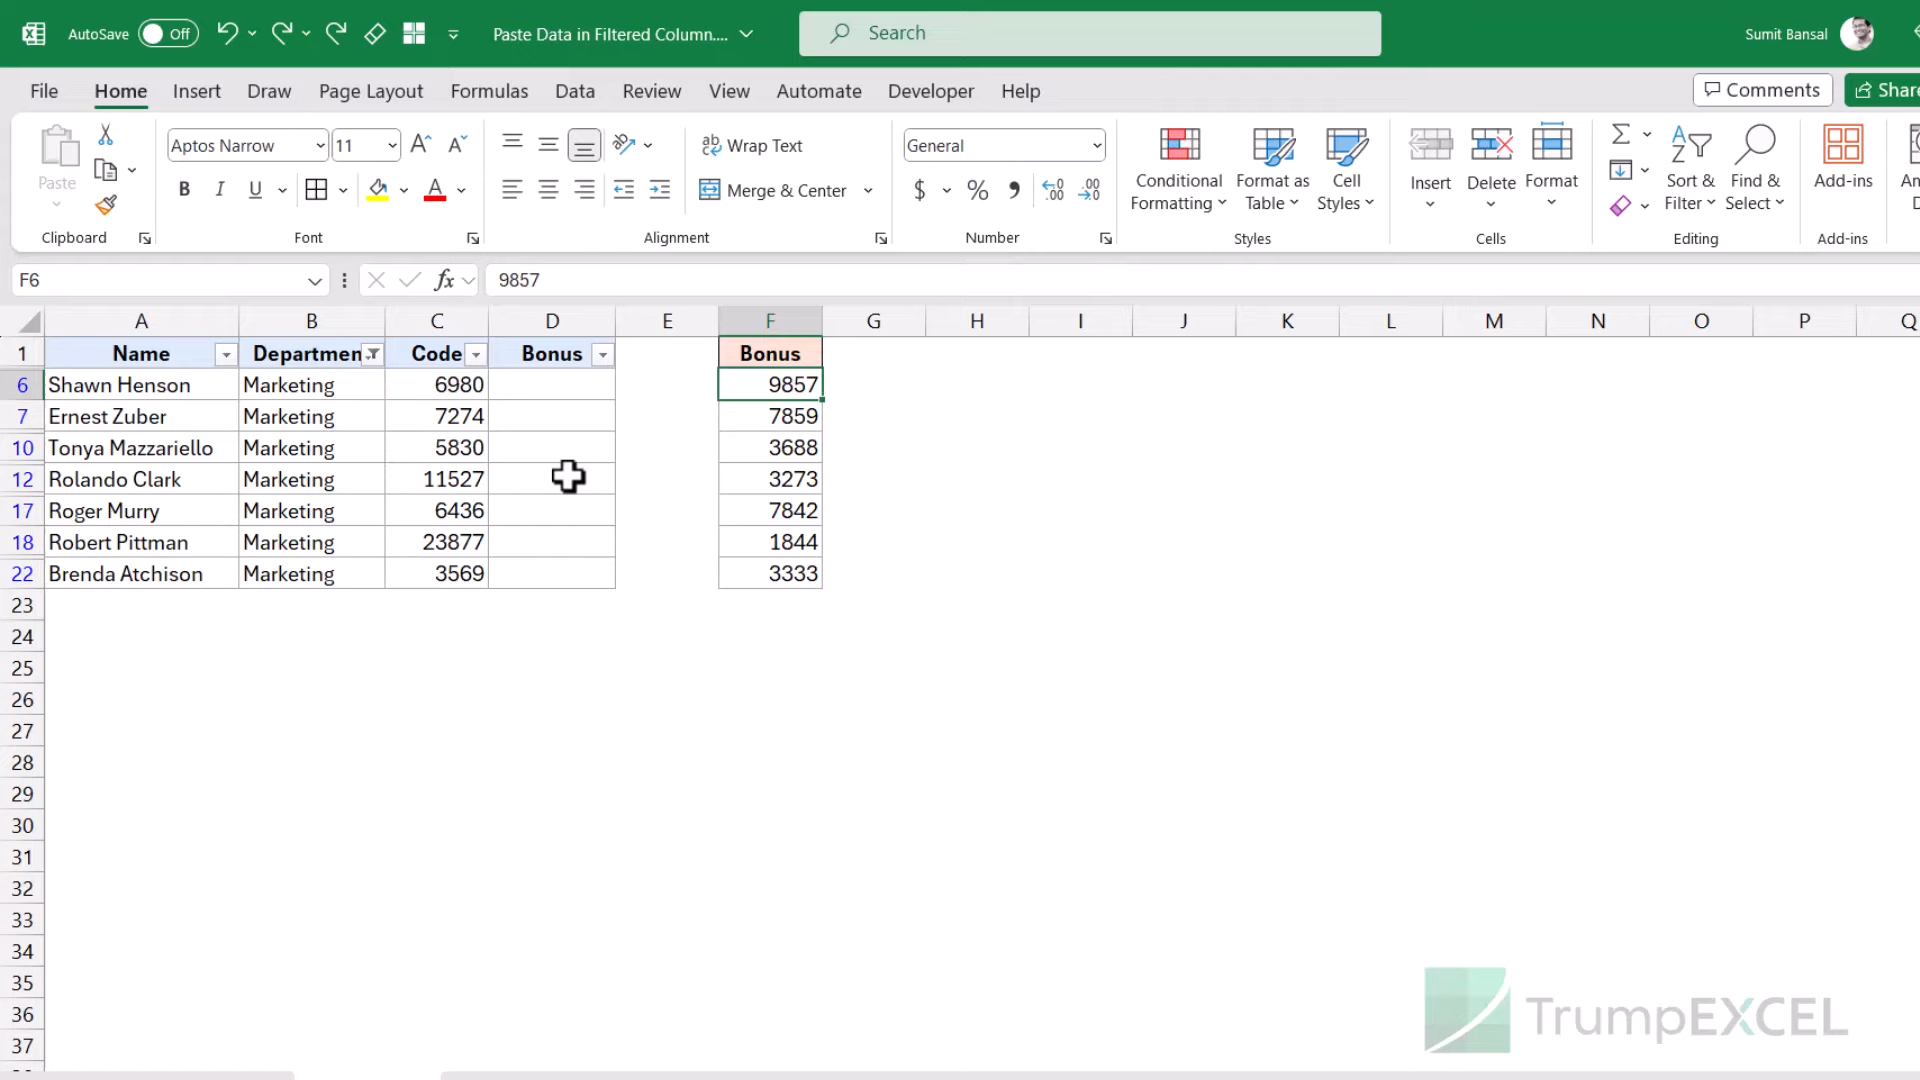 AutoSave Off Paste Data in Filtered Column.... Search Sumit Bansal
File Home Insert Draw Page Layout Formulas Data Review View Automate Developer Help Comments Share
Paste Aptos Narrow 11 Wrap Text General Conditional Formatting Format as Table Cell Styles Insert Delete Format Sort & Filter Find & Select Add-ins
B I U Merge & Center $ %
Clipboard Font Alignment Number Styles Cells Editing Add-ins
F6 fx 9857
A B C D E F G H I J K L M N O P Q
1 Name Departmen Code Bonus Bonus
6 Shawn Henson Marketing 6980 9857
7 Ernest Zuber Marketing 7274 7859
10 Tonya Mazzariello Marketing 5830 3688
12 Rolando Clark Marketing 11527 3273
17 Roger Murry Marketing 6436 7842
18 Robert Pittman Marketing 23877 1844
22 Brenda Atchison Marketing 3569 3333
23
24
25
26
27
28
29
30
31
32
33
34
35
36
37
TrumpEXCEL